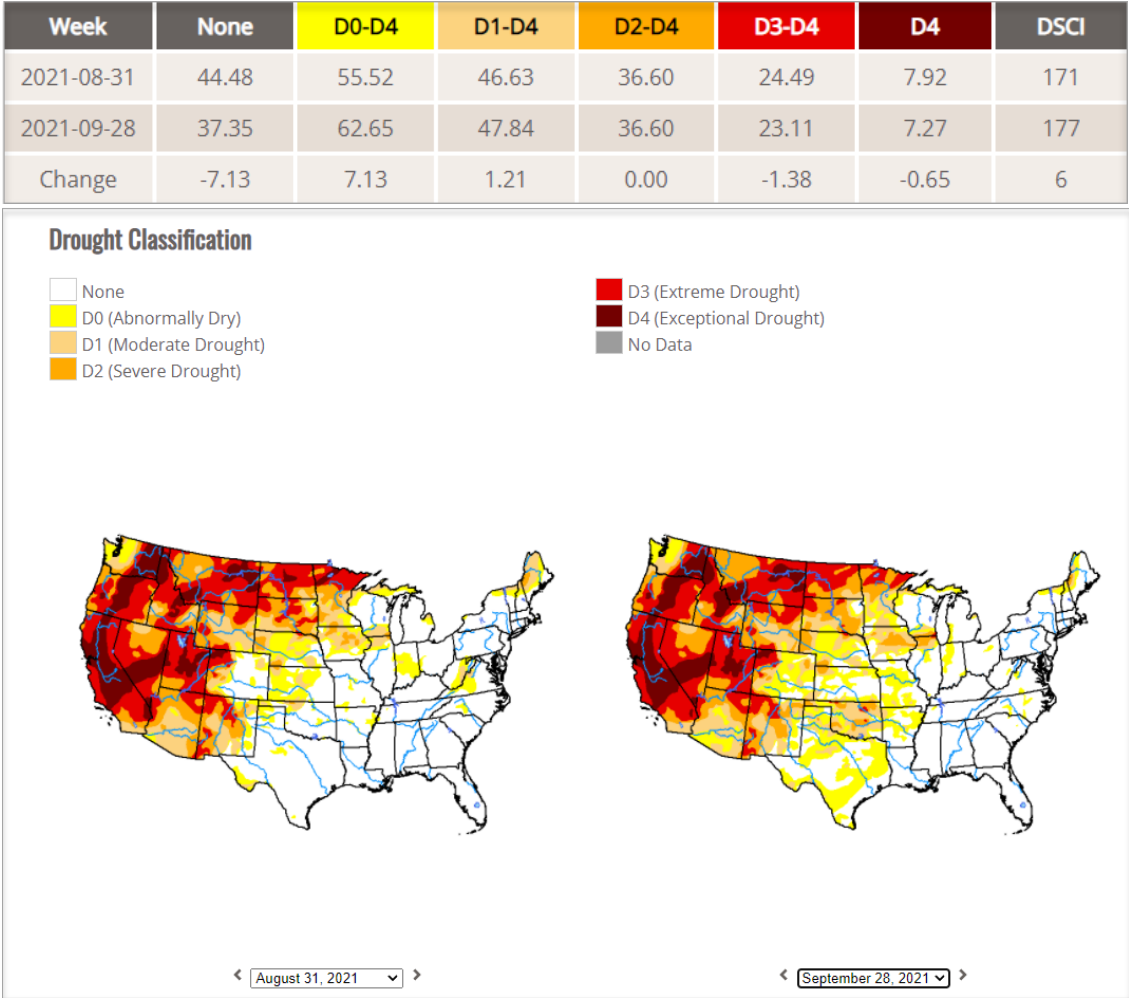 Week None D0-D4 D1-D4 D2-D4 D3-D4 D4 DSCI
2021-08-31 44.48 55.52 46.63 36.60 24.49 7.92 171
2021-09-28 37.35 62.65 47.84 36.60 23.11 7.27 177
Change -7.13 7.13 1.21 0.00 -1.38 -0.65 6
Drought Classification
None
D0 (Abnormally Dry)
D1 (Moderate Drought)
D2 (Severe Drought)
D3 (Extreme Drought)
D4 (Exceptional Drought)
No Data
August 31, 2021
September 28, 2021